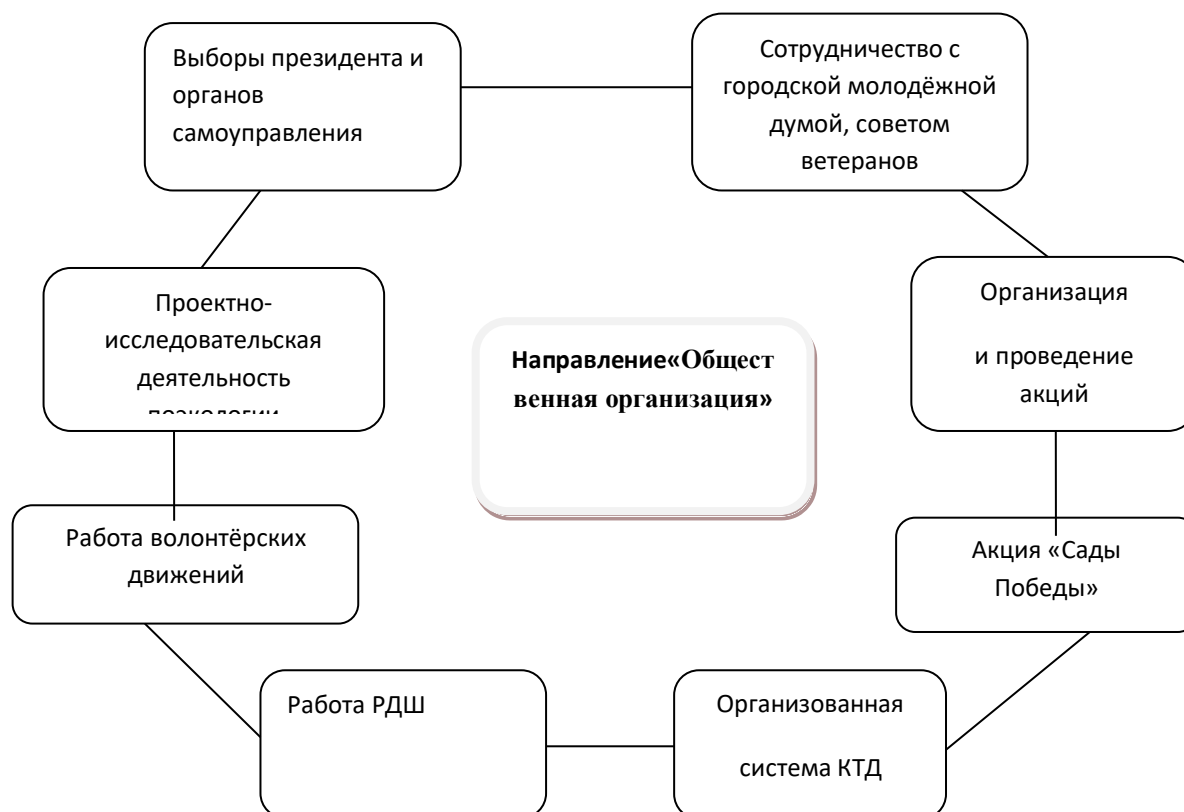 Выборы президента и
органов
самоуправления
Сотрудничество с
городской молодёжной
думой, советом
ветеранов
Проектно-
исследовательская
деятельность
Организация
и проведение
акций
Направление«Общест
венная организация»
Работа волонтёрских
движений
Акция «Сады
Победы»
Работа РДШ
Организованная
система КТД